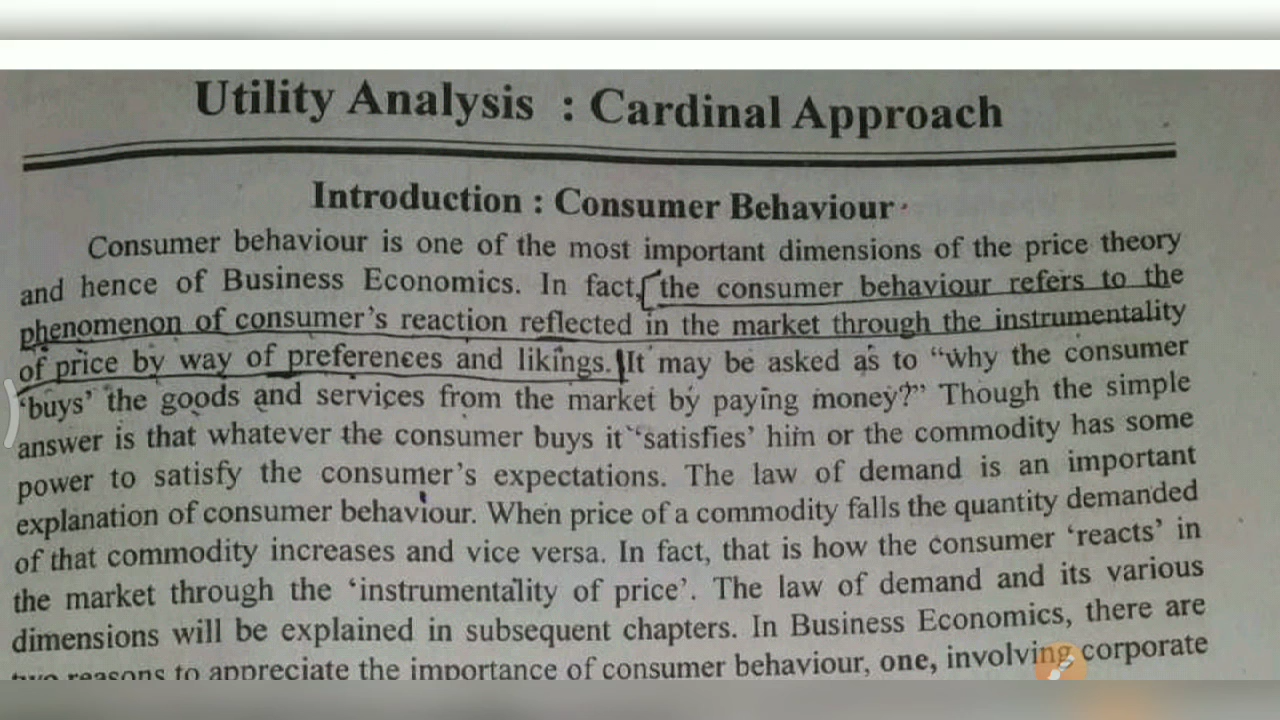 Utility Analysis : Cardinal Approach
Introduction : Consumer Behaviour
Consumer behaviour is one of the most important dimensions of the price theory
and hence of Business Economics. In fact, the consumer behaviour refers to the
phenomenon of consumer's reaction reflected in the market through the instrumentality
of price by way of preferences and likings. It may be asked as to "why the consumer
'buys' the goods and services from the market by paying money?" Though the simple
answer is that whatever the consumer buys it 'satisfies' him or the commodity has some
power to satisfy the consumer's expectations. The law of demand is an important
explanation of consumer behaviour. When price of a commodity falls the quantity demanded
of that commodity increases and vice versa. In fact, that is how the consumer 'reacts' in
the market through the 'instrumentality of price'. The law of demand and its various
dimensions will be explained in subsequent chapters. In Business Economics, there are
two reasons to appreciate the importance of consumer behaviour, one, involving corporate